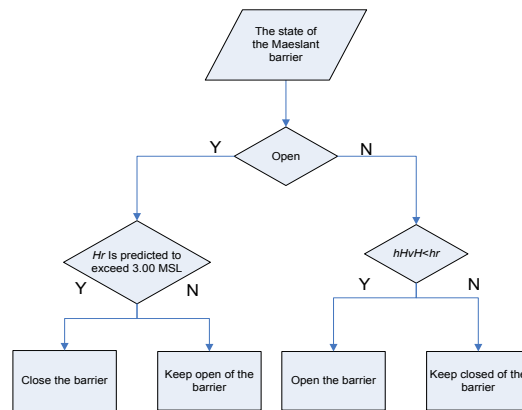 The state of
the Maeslant
barrier
Y
Open
N
Hr Is predicted to
exceed 3.00 MSL
hHvH<hr
Y
N
Y
N
Close the barrier
Keep open of the
barrier
Open the barrier
Keep closed of the
barrier